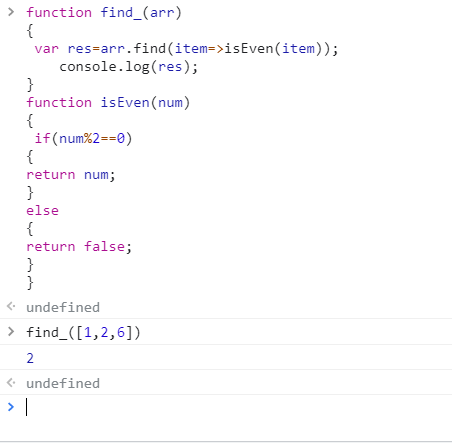 function find_(arr)
{
 var res=arr.find(item=>isEven(item));
    console.log(res);
}
function isEven(num)
{
 if(num%2==0)
{
return num;
}
else
{
return false;
}
}
undefined
find_([1,2,6])
2
undefined